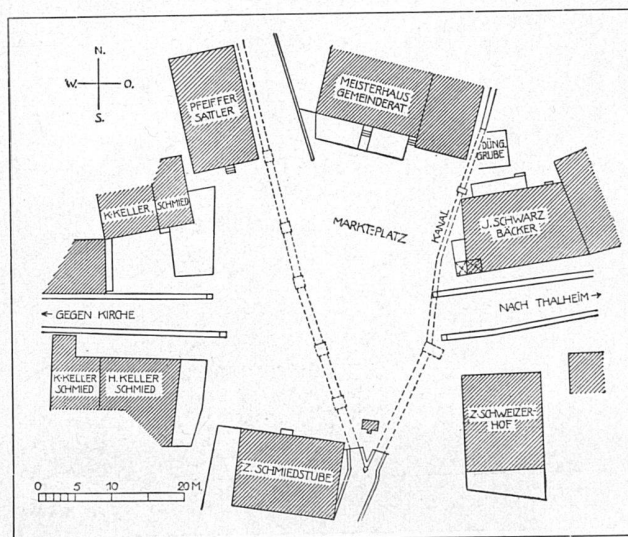 N.
W. O.
S.
PFEIFFER
SATTLER
MEISTERHAUS
GEMEINDERAT
DÜNG.
GRUBE
K. KELLER, SCHMIED
MARKT-PLATZ
KANAL
J. SCHWARZ
BÄCKER
← GEGEN KIRCHE
NACH THALHEIM →
K. KELLER
SCHMIED
H. KELLER
SCHMIED
Z. SCHWEIZER-
HOF
Z. SCHMIEDSTUBE
0 5 10 20 M.